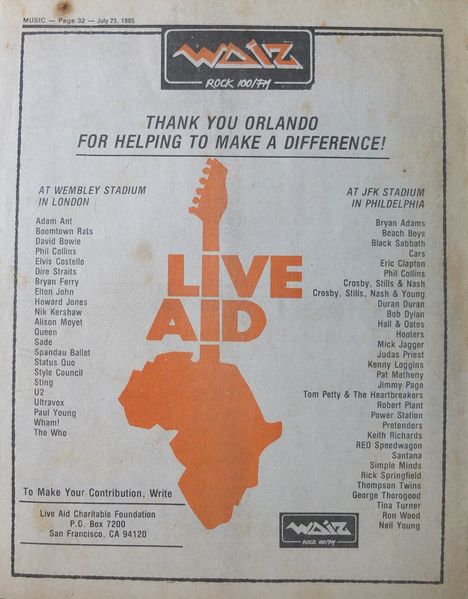 MUSIC — Page 32 — July 25, 1985
WDIZ
ROCK 100/FM
THANK YOU ORLANDO
FOR HELPING TO MAKE A DIFFERENCE!
AT WEMBLEY STADIUM
IN LONDON
Adam Ant
Boomtown Rats
David Bowie
Phil Collins
Elvis Costello
Dire Straits
Bryan Ferry
Elton John
Howard Jones
Nik Kershaw
Alison Moyet
Queen
Sade
Spandau Ballet
Status Quo
Style Council
Sting
U2
Ultravox
Paul Young
Wham!
The Who
LIVE
AID
AT JFK STADIUM
IN PHILDELPHIA
Bryan Adams
Beach Boys
Black Sabbath
Cars
Eric Clapton
Phil Collins
Crosby, Stills & Nash
Crosby, Stills, Nash & Young
Duran Duran
Bob Dylan
Hall & Oates
Hooters
Mick Jagger
Judas Priest
Kenny Loggins
Pat Metheny
Jimmy Page
Tom Petty & The Heartbreakers
Robert Plant
Power Station
Pretenders
Keith Richards
REO Speedwagon
Santana
Simple Minds
Rick Springfield
Thompson Twins
George Thorogood
Tina Turner
Ron Wood
Neil Young
To Make Your Contribution, Write
Live Aid Charitable Foundation
P.O. Box 7200
San Francisco, CA 94120
WDIZ
ROCK 100/FM